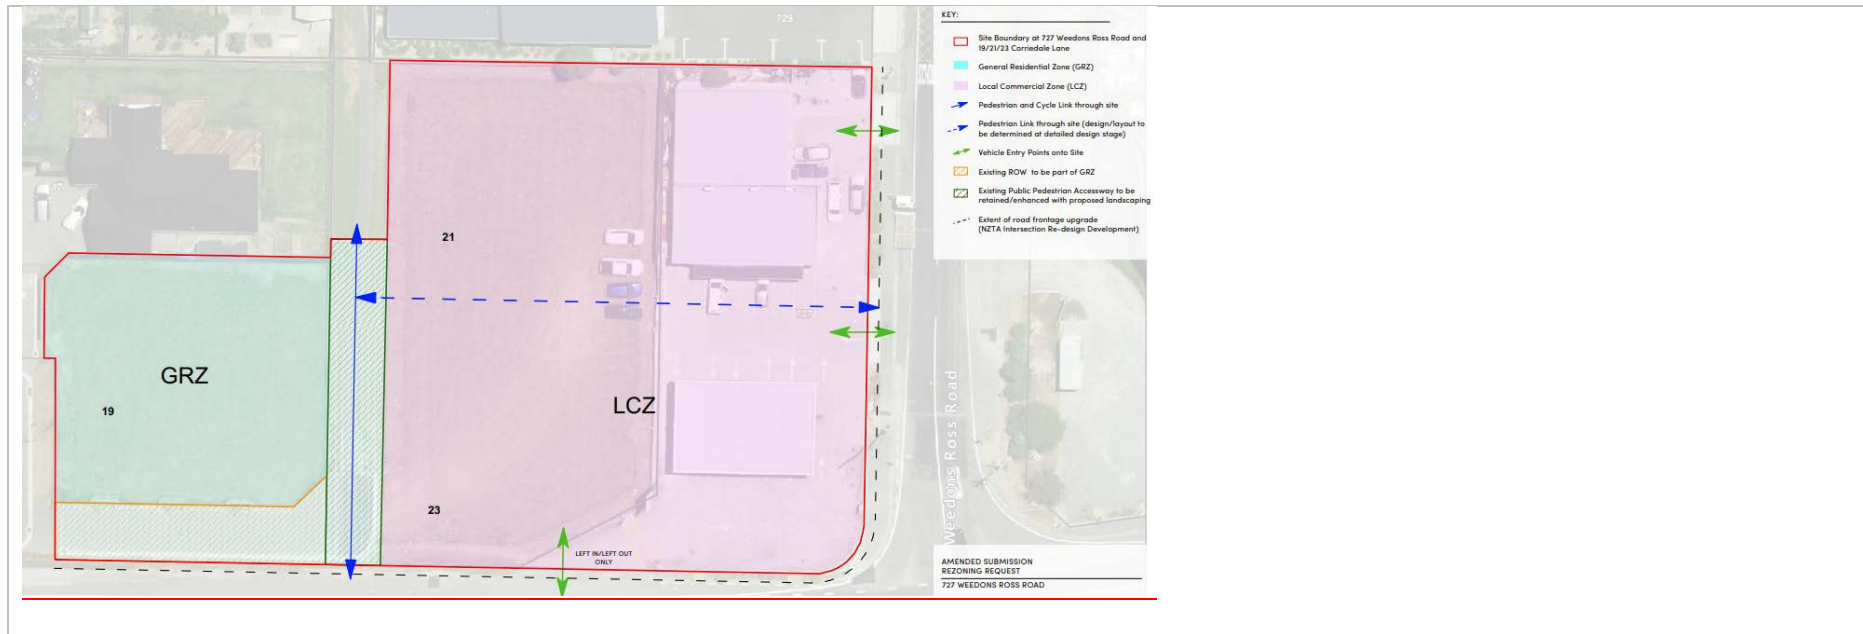 729
KEY:
Site Boundary at 727 Weedons Ross Road and
19/21/23 Corriedale Lane
General Residential Zone (GRZ)
Local Commercial Zone (LCZ)
Pedestrian and Cycle Link through site
Pedestrian Link through site (design/layout to
be determined at detailed design stage)
Vehicle Entry Points onto Site
Existing ROW to be part of GRZ
Existing Public Pedestrian Accessway to be
retained/enhanced with proposed landscaping
Extent of road frontage upgrade
(NZTA Intersection Re-design Development)
17
21
GRZ
19
LCZ
23
LEFT IN/LEFT OUT
ONLY
727
Weedons Ross Road
AMENDED SUBMISSION
REZONING REQUEST
727 WEEDONS ROSS ROAD